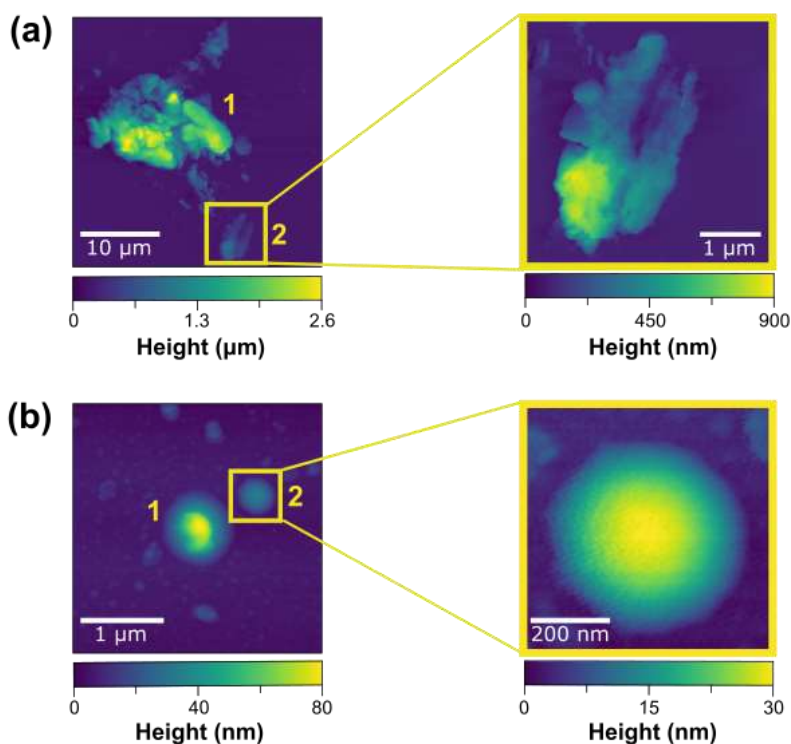 (a)
1
2
10 µm
1 µm
0 1.3 2.6
Height (µm)
0 450 900
Height (nm)
(b)
1
2
1 µm
200 nm
0 40 80
Height (nm)
0 15 30
Height (nm)